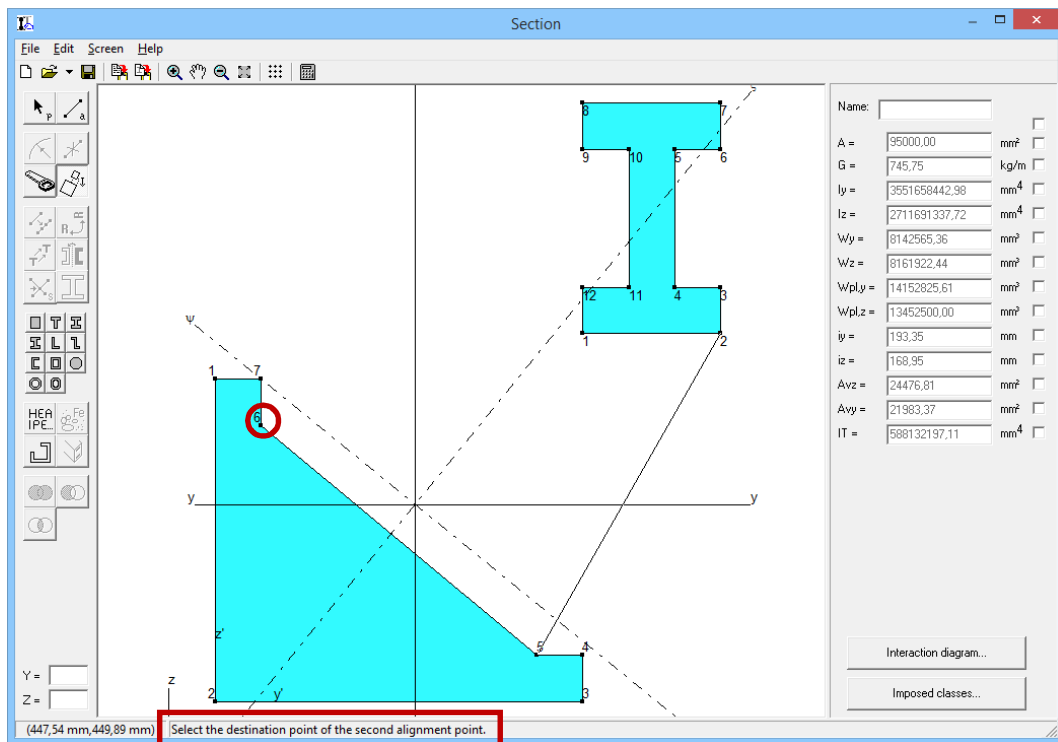 Section
File Edit Screen Help
p a
R
T T
s
HEA IPE... Fe
Name:
A = 95000,00 mm²
G = 745,75 kg/m
Iy = 3551658442,98 mm4
Iz = 2711691337,72 mm4
Wy = 8142565,36 mm³
Wz = 8161922,44 mm³
Wpl,y = 14152825,61 mm³
Wpl,z = 13452500,00 mm³
iy = 193,35 mm
iz = 168,95 mm
Avz = 24476,81 mm²
Avy = 21983,37 mm²
IT = 588132197,11 mm4
8 7
9 10 5 6
12 11 4 3
1 2
ψ
1 7
6
y y
5 4
z'
2 y' 3
z
Y =
Z =
Interaction diagram...
Imposed classes...
(447,54 mm,449,89 mm) Select the destination point of the second alignment point.